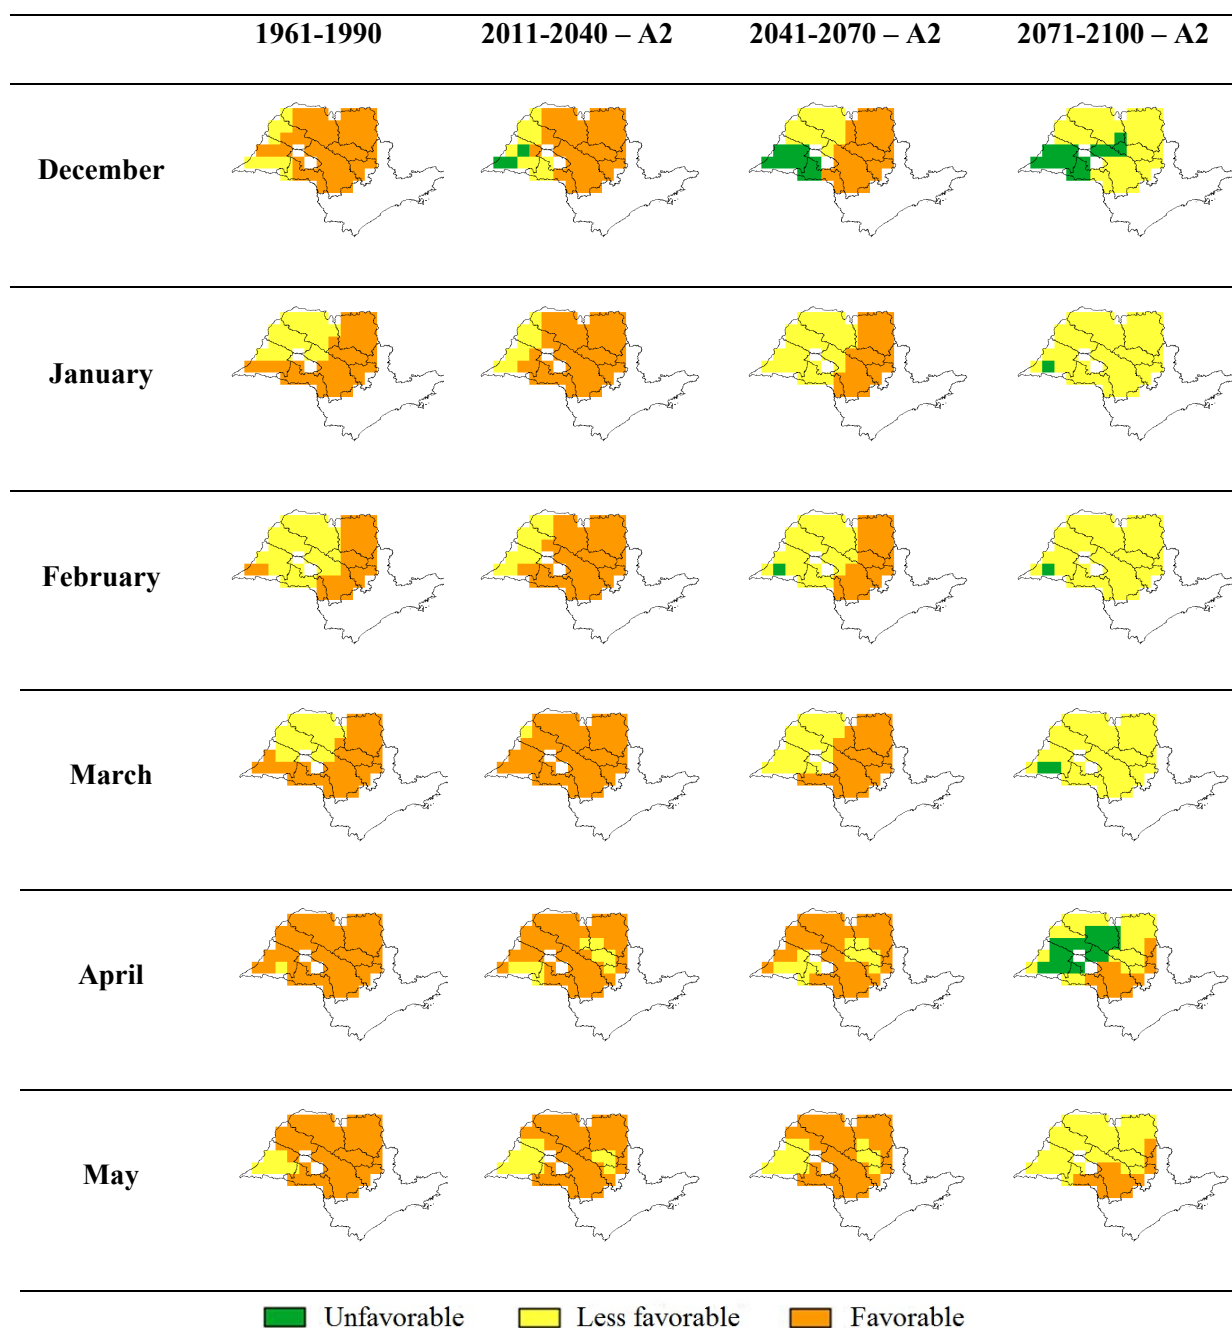 1961-1990 2011-2040 – A2 2041-2070 – A2 2071-2100 – A2
December
January
February
March
April
May
Unfavorable Less favorable Favorable